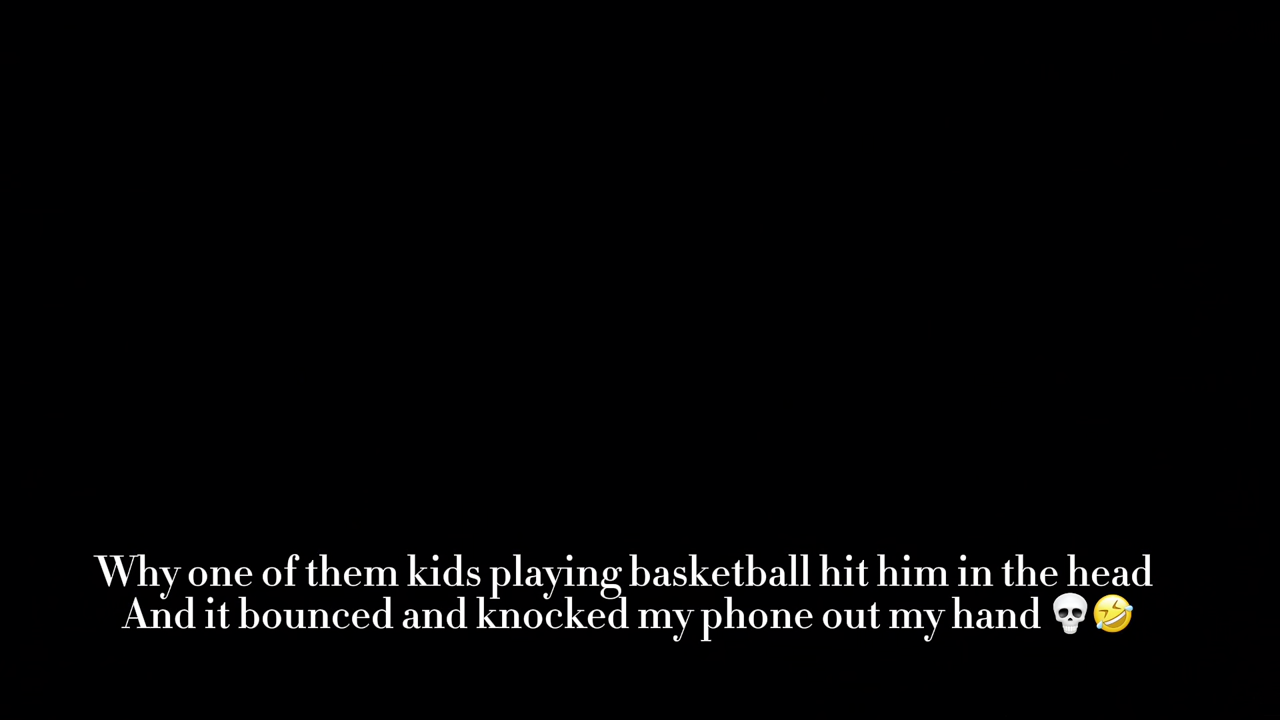 Why one of them kids playing basketball hit him in the head
And it bounced and knocked my phone out my hand 💀🤣